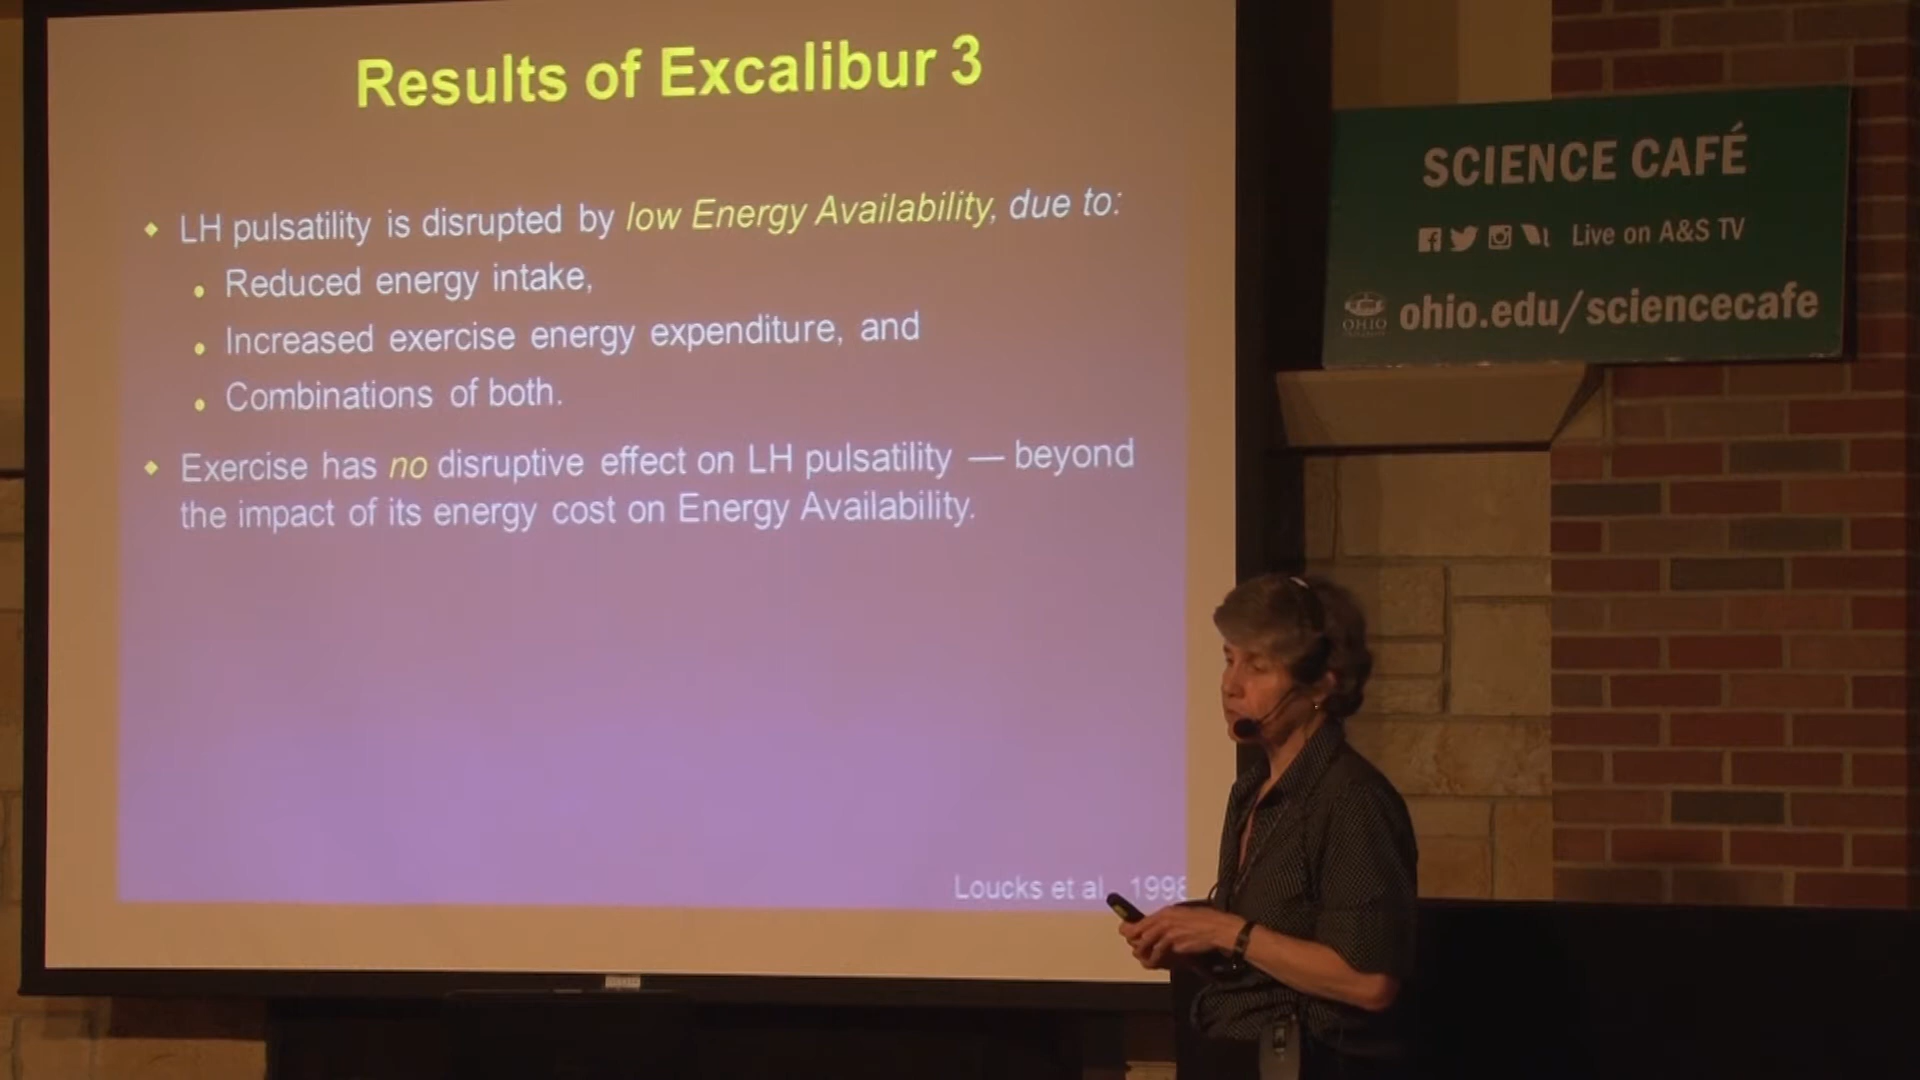 Results of Excalibur 3
LH pulsatility is disrupted by low Energy Availability, due to:
Reduced energy intake,
Increased exercise energy expenditure, and
Combinations of both.
Exercise has no disruptive effect on LH pulsatility — beyond
the impact of its energy cost on Energy Availability.
Loucks et al., 1998
SCIENCE CAFÉ
Live on A&S TV
OHIO
ohio.edu/sciencecafe